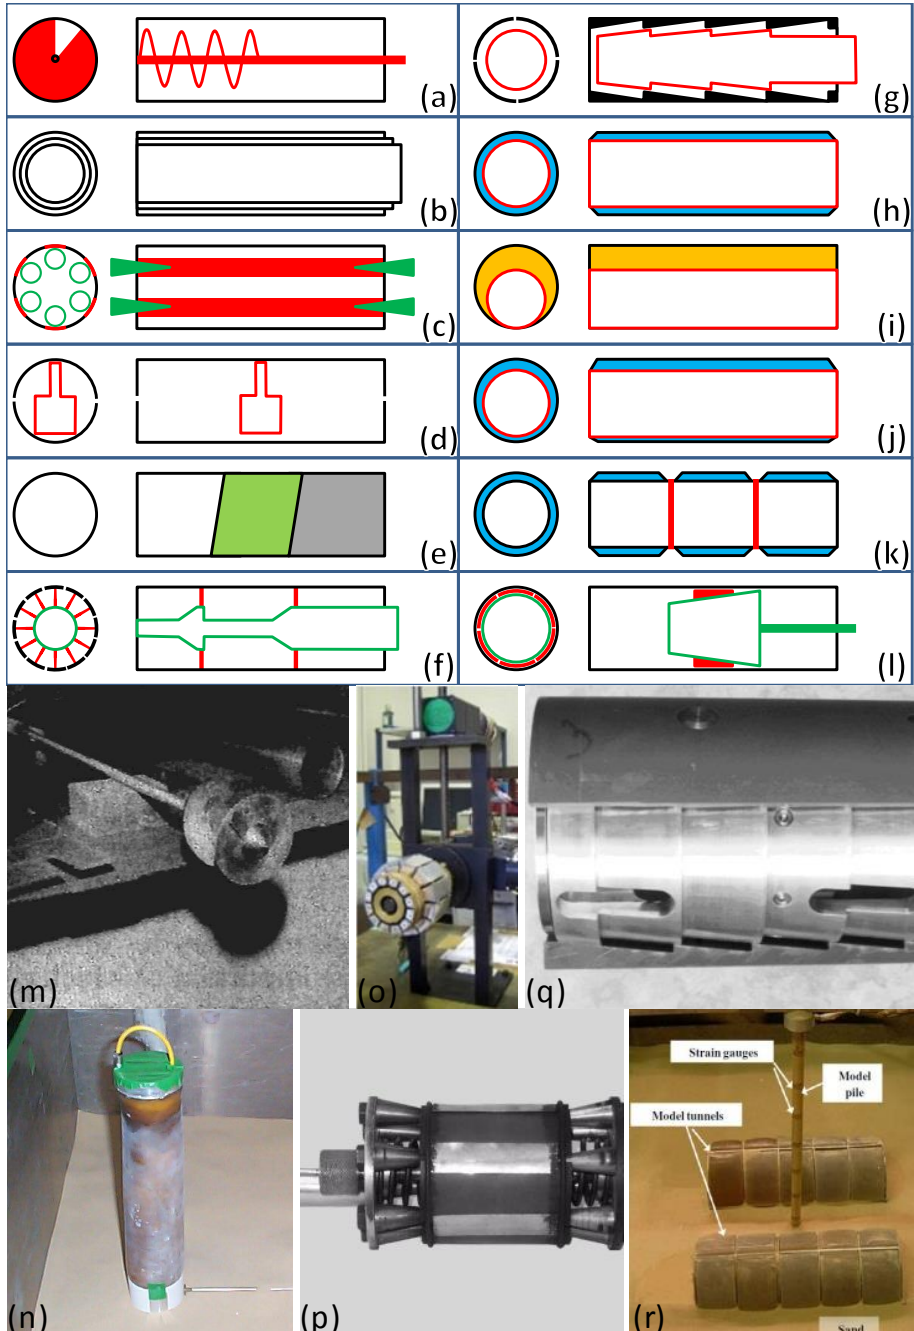 (a)
(g)
(b)
(h)
(c)
(i)
(d)
(j)
(e)
(k)
(f)
(l)
(m)
(o)
(q)
Strain gauges
Model
pile
Model tunnels
(n)
(p)
(r)
Sand